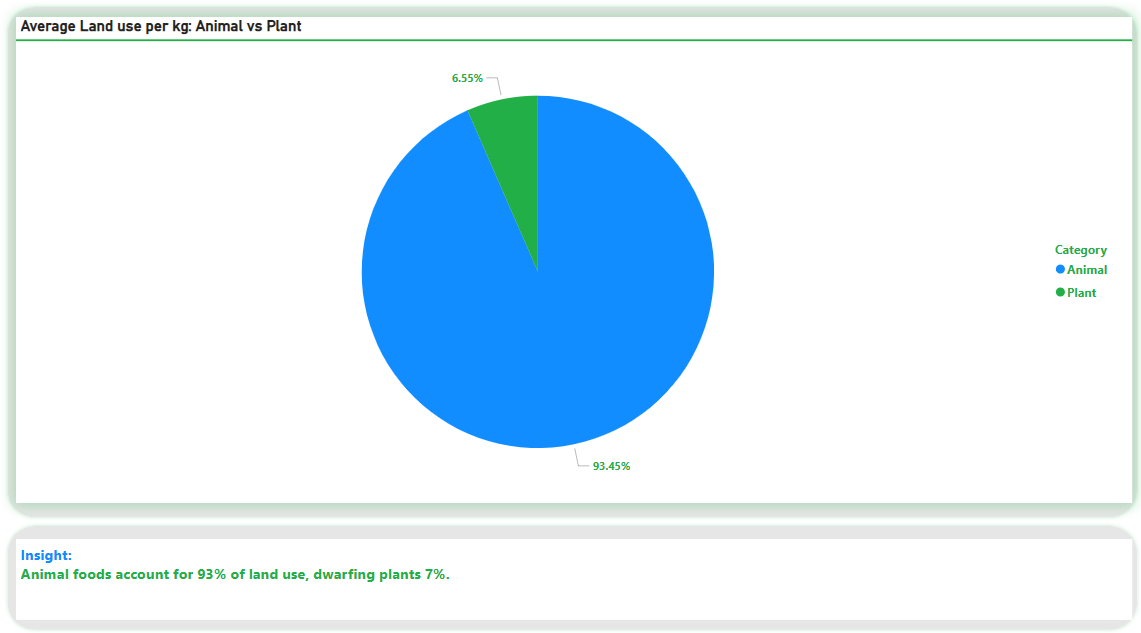 Average Land use per kg: Animal vs Plant
6.55%
Category
Animal
Plant
93.45%
Insight:
Animal foods account for 93% of land use, dwarfing plants 7%.